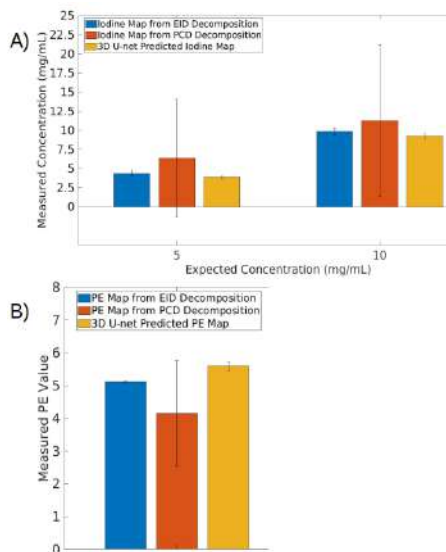 A)
Measured Concentration (mg/mL)
25
22.5
20
17.5
15
12.5
10
7.5
5
2.5
0
Iodine Map from EID Decomposition
Iodine Map from PCD Decomposition
3D U-net Predicted Iodine Map
5
10
Expected Concentration (mg/mL)
B)
Measured PE Value
8
7
6
5
4
3
2
1
0
PE Map from EID Decomposition
PE Map from PCD Decomposition
3D U-net Predicted PE Map